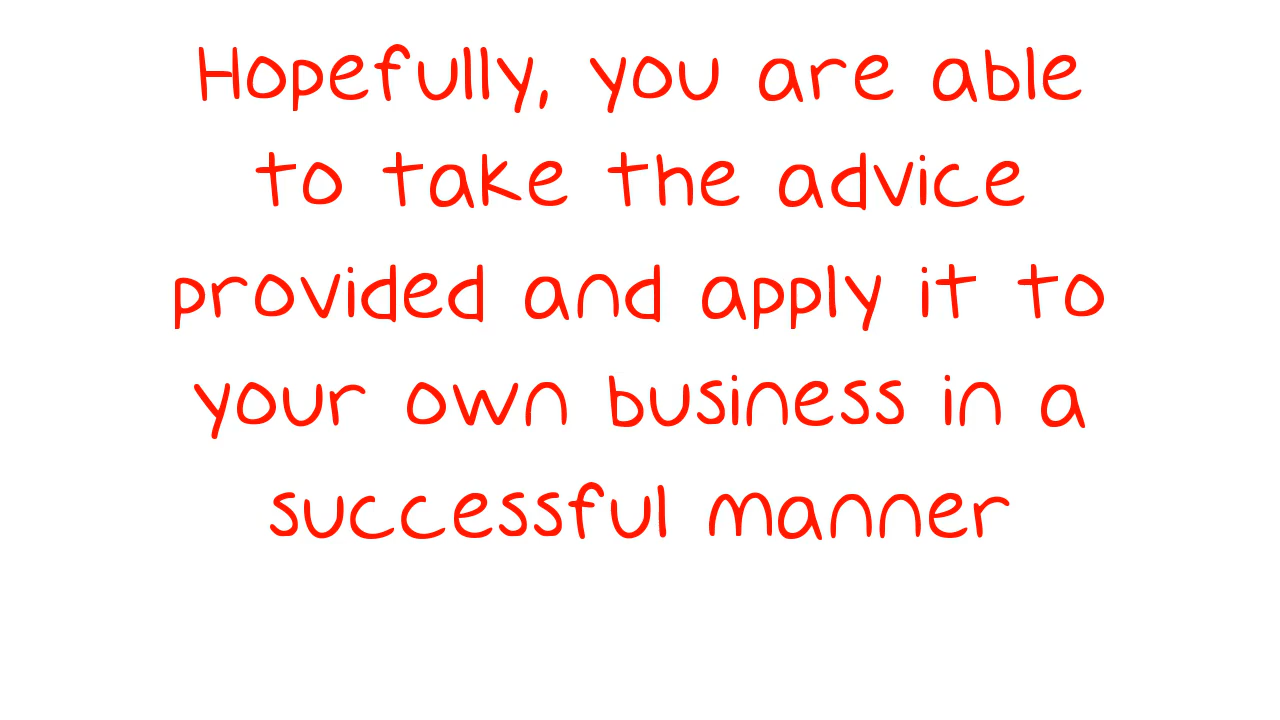 Hopefully, you are able
to take the advice
provided and apply it to
your own business in a
successful manner